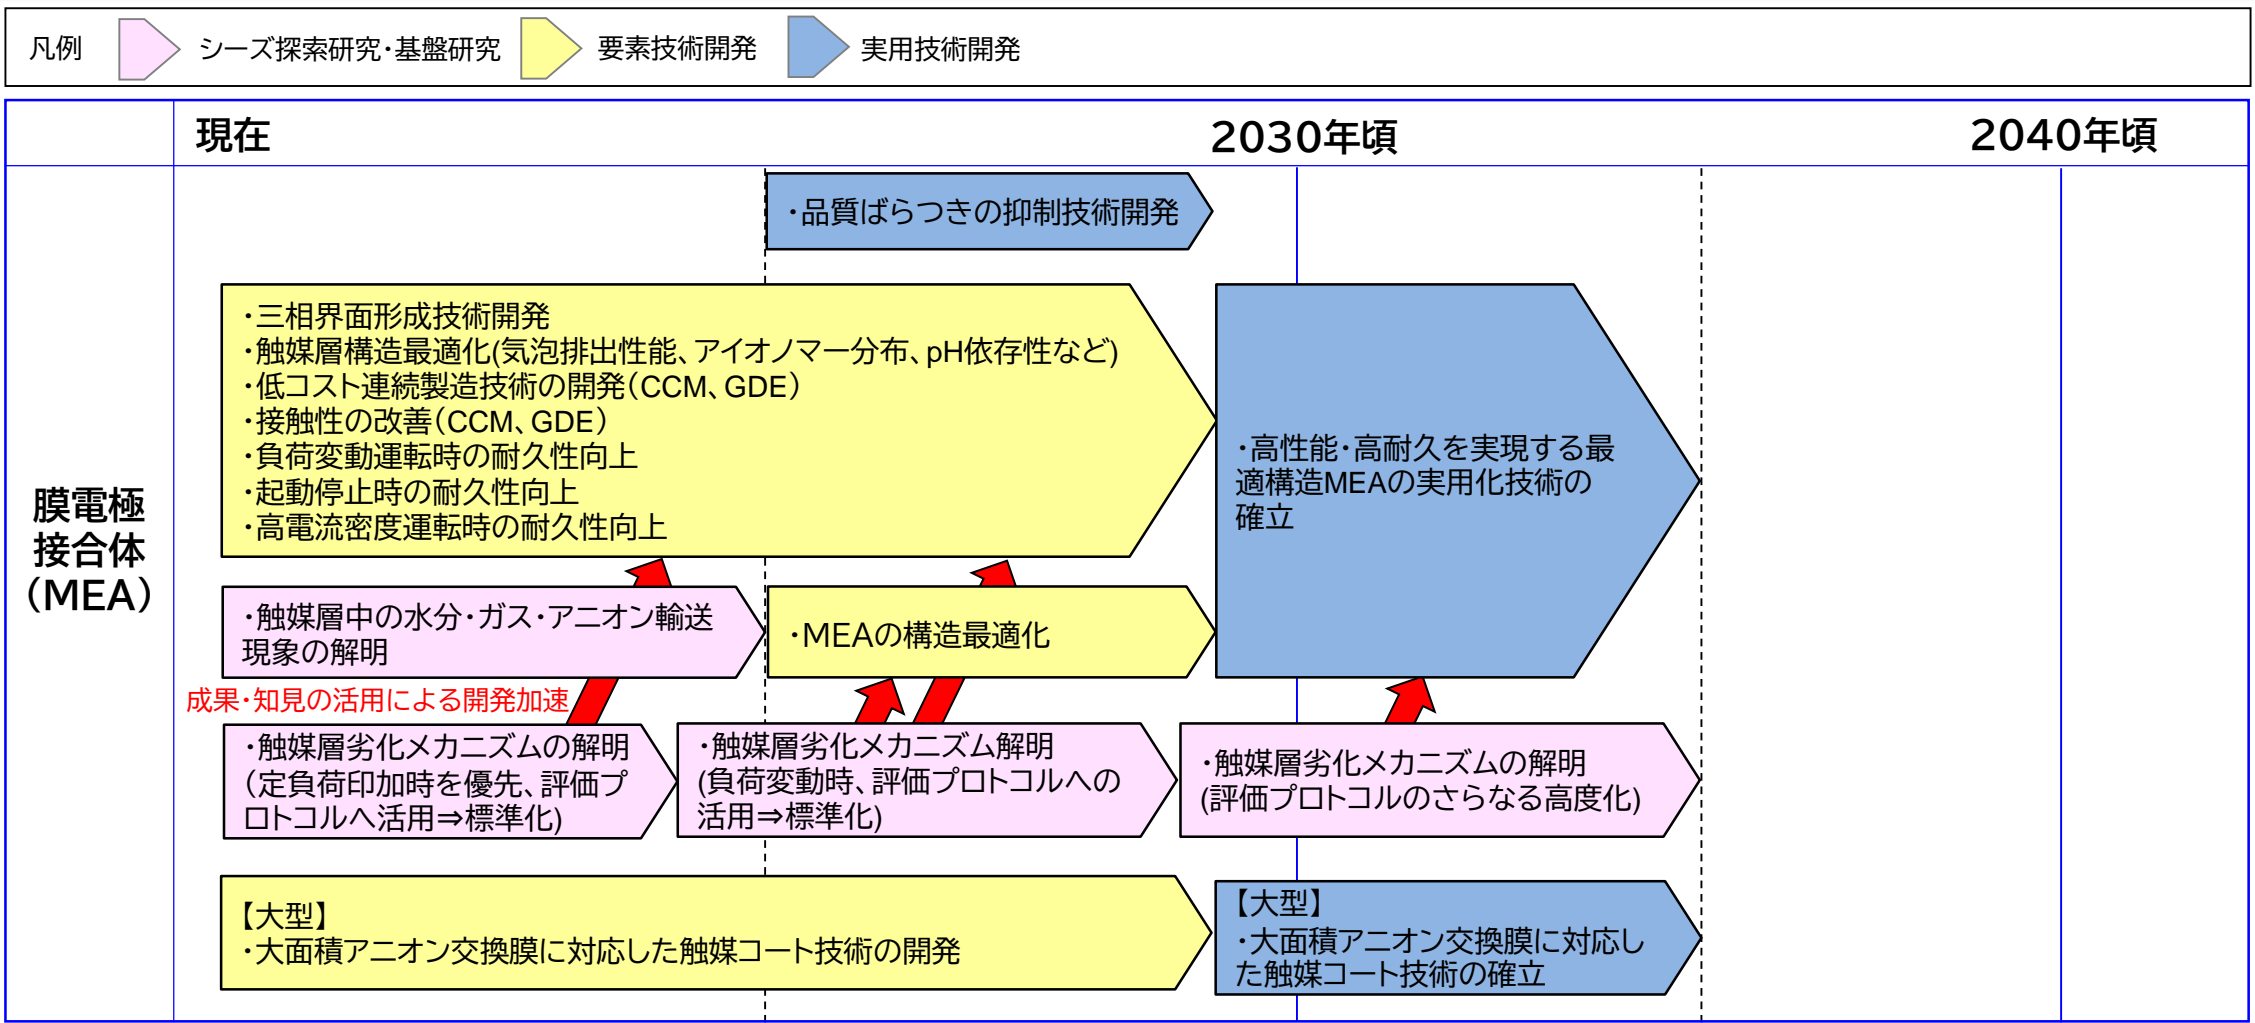 凡例
シーズ探索研究・基盤研究
要素技術開発
実用技術開発
現在
2030年頃
2040年頃
膜電極
接合体
（MEA）
・品質ばらつきの抑制技術開発
・三相界面形成技術開発
・触媒層構造最適化(気泡排出性能、アイオノマー分布、pH依存性など)
・低コスト連続製造技術の開発（CCM、GDE）
・接触性の改善（CCM、GDE）
・負荷変動運転時の耐久性向上
・起動停止時の耐久性向上
・高電流密度運転時の耐久性向上
・高性能・高耐久を実現する最
適構造MEAの実用化技術の
確立
・触媒層中の水分・ガス・アニオン輸送
現象の解明
・MEAの構造最適化
成果・知見の活用による開発加速
・触媒層劣化メカニズムの解明
（定負荷印加時を優先、評価プ
ロトコルへ活用⇒標準化)
・触媒層劣化メカニズム解明
(負荷変動時、評価プロトコルへの
活用⇒標準化)
・触媒層劣化メカニズムの解明
(評価プロトコルのさらなる高度化)
【大型】
・大面積アニオン交換膜に対応した触媒コート技術の開発
【大型】
・大面積アニオン交換膜に対応し
た触媒コート技術の確立